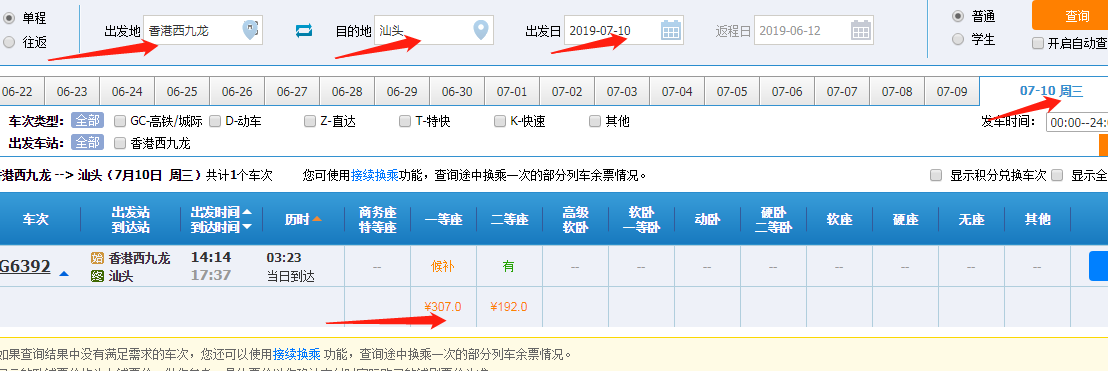 单程 出发地 香港西九龙 目的地 汕头 出发日 2019-07-10 返程日 2019-06-12 普通 查询
往返 学生 开启自动查
06-22 06-23 06-24 06-25 06-26 06-27 06-28 06-29 06-30 07-01 07-02 07-03 07-04 07-05 07-06 07-07 07-08 07-09 07-10 周三
车次类型: 全部 GC-高铁/城际 D-动车 Z-直达 T-特快 K-快速 其他 发车时间: 00:00--24:
出发车站: 全部 香港西九龙
港西九龙 --> 汕头（7月10日 周三）共计1个车次 您可使用接续换乘功能，查询途中换乘一次的部分列车余票情况。 显示积分兑换车次 显示全
车次 出发站 出发时间 历时 商务座 一等座 二等座 高级 软卧 动卧 硬卧 软座 硬座 无座 其他
到达站 到达时间 特等座 软卧 一等卧 二等卧
G6392 始 香港西九龙 14:14 03:23 -- 候补 有 -- -- -- -- -- -- -- --
终 汕头 17:37 当日到达
¥307.0 ¥192.0
如果查询结果中没有满足需求的车次，您还可以使用接续换乘 功能，查询途中换乘一次的部分列车余票情况。